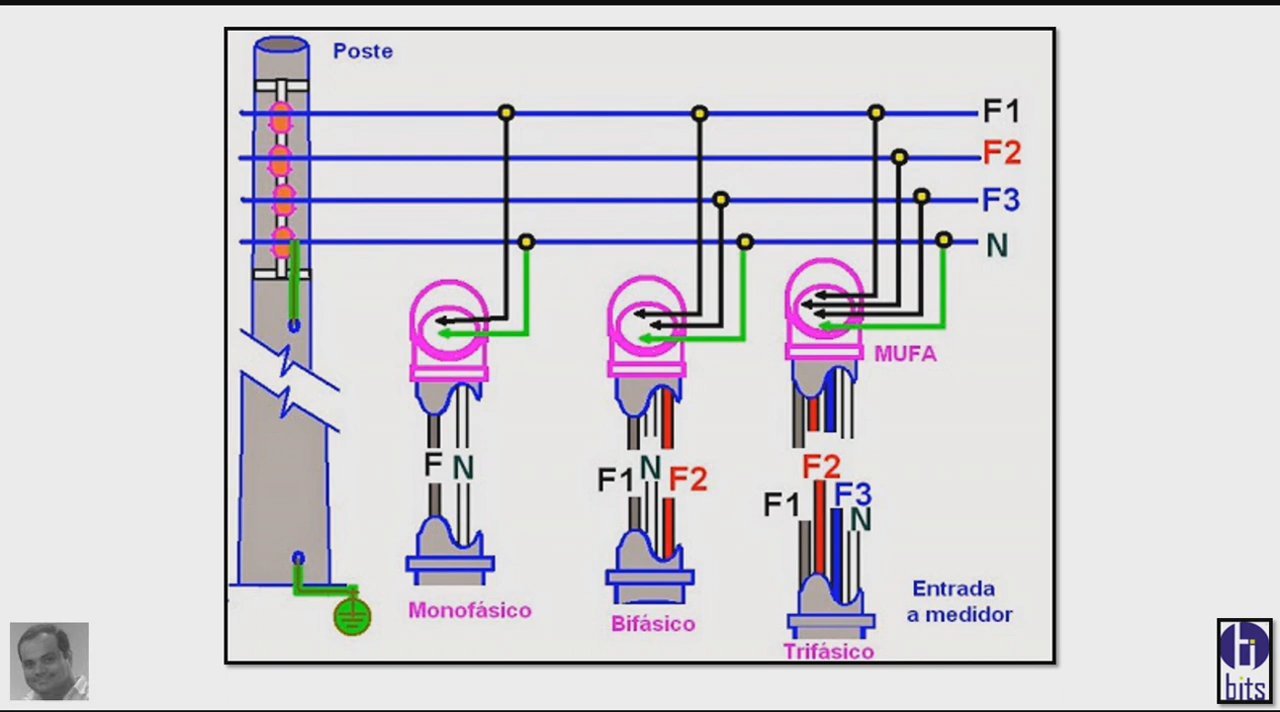 Poste
F1
F2
F3
N
MUFA
F N
F1 N F2
F2
F1 F3
N
Entrada
a medidor
Monofásico
Bifásico
Trifásico
bits